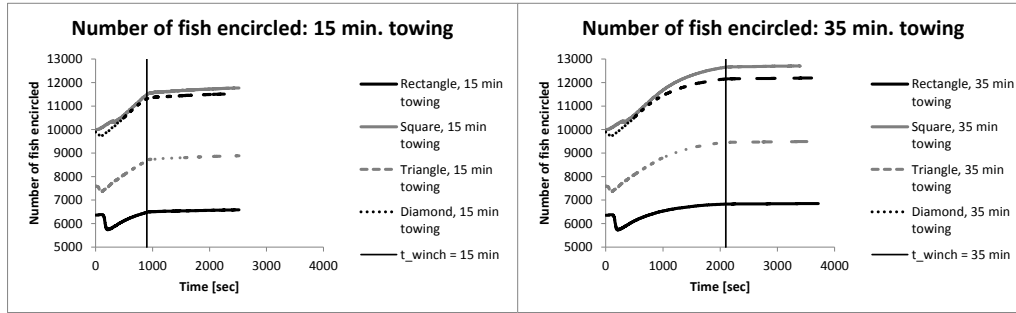 Number of fish encircled: 15 min. towing
Number of fish encircled
13000
12000
11000
10000
9000
8000
7000
6000
5000
0
1000
2000
3000
4000
Time [sec]
Rectangle, 15 min
towing
Square, 15 min
towing
Triangle, 15 min
towing
Diamond, 15 min
towing
t_winch = 15 min
Number of fish encircled: 35 min. towing
Number of fish encircled
13000
12000
11000
10000
9000
8000
7000
6000
5000
0
1000
2000
3000
4000
Time [sec]
Rectangle, 35 min
towing
Square, 35 min
towing
Triangle, 35 min
towing
Diamond, 35 min
towing
t_winch = 35 min